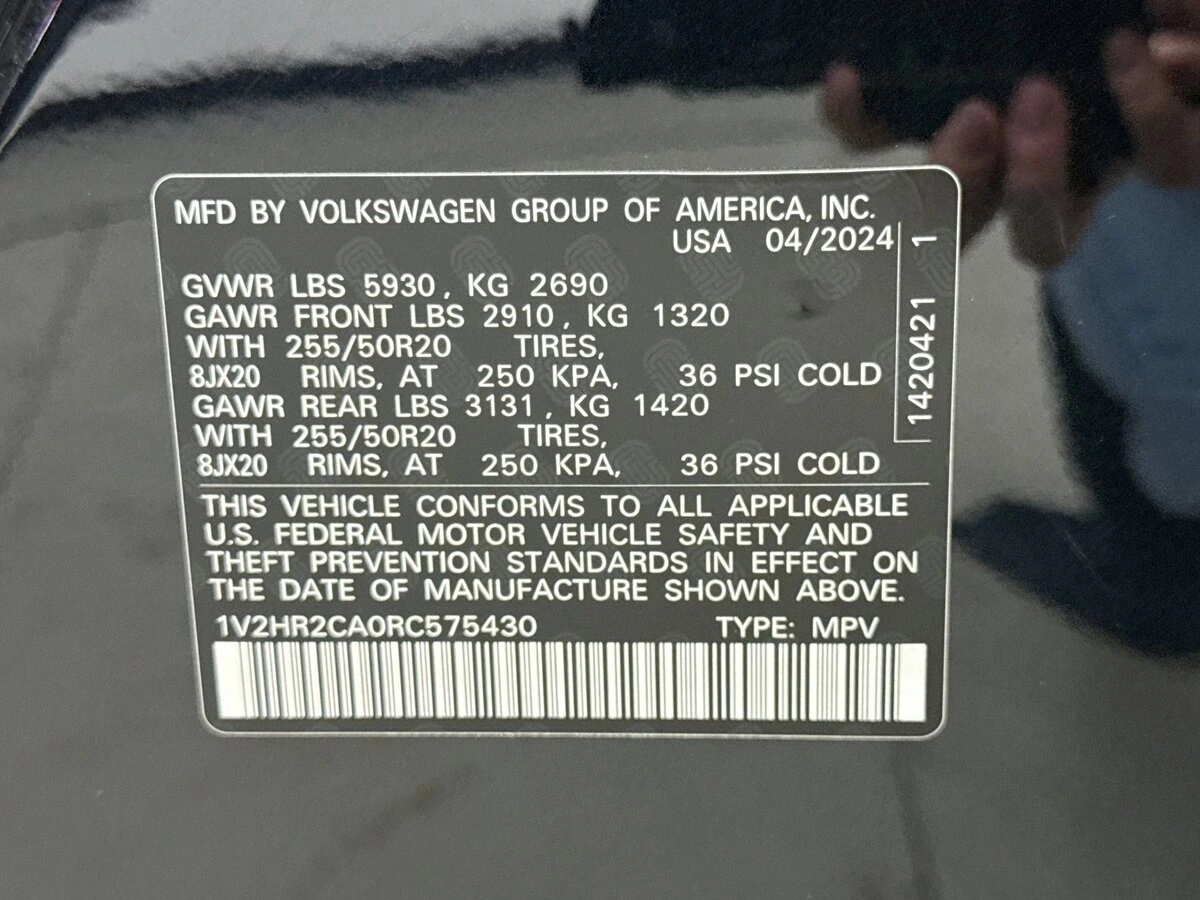 MFD BY VOLKSWAGEN GROUP OF AMERICA, INC.
USA 04/2024
GVWR LBS 5930, KG 2690
GAWR FRONT LBS 2910, KG 1320
WITH 255/50R20 TIRES,
8JX20 RIMS, AT 250 KPA, 36 PSI COLD
GAWR REAR LBS 3131, KG 1420
WITH 255/50R20 TIRES,
8JX20 RIMS, AT 250 KPA, 36 PSI COLD
1420421 1
THIS VEHICLE CONFORMS TO ALL APPLICABLE
U.S. FEDERAL MOTOR VEHICLE SAFETY AND
THEFT PREVENTION STANDARDS IN EFFECT ON
THE DATE OF MANUFACTURE SHOWN ABOVE.
1V2HR2CA0RC575430 TYPE: MPV